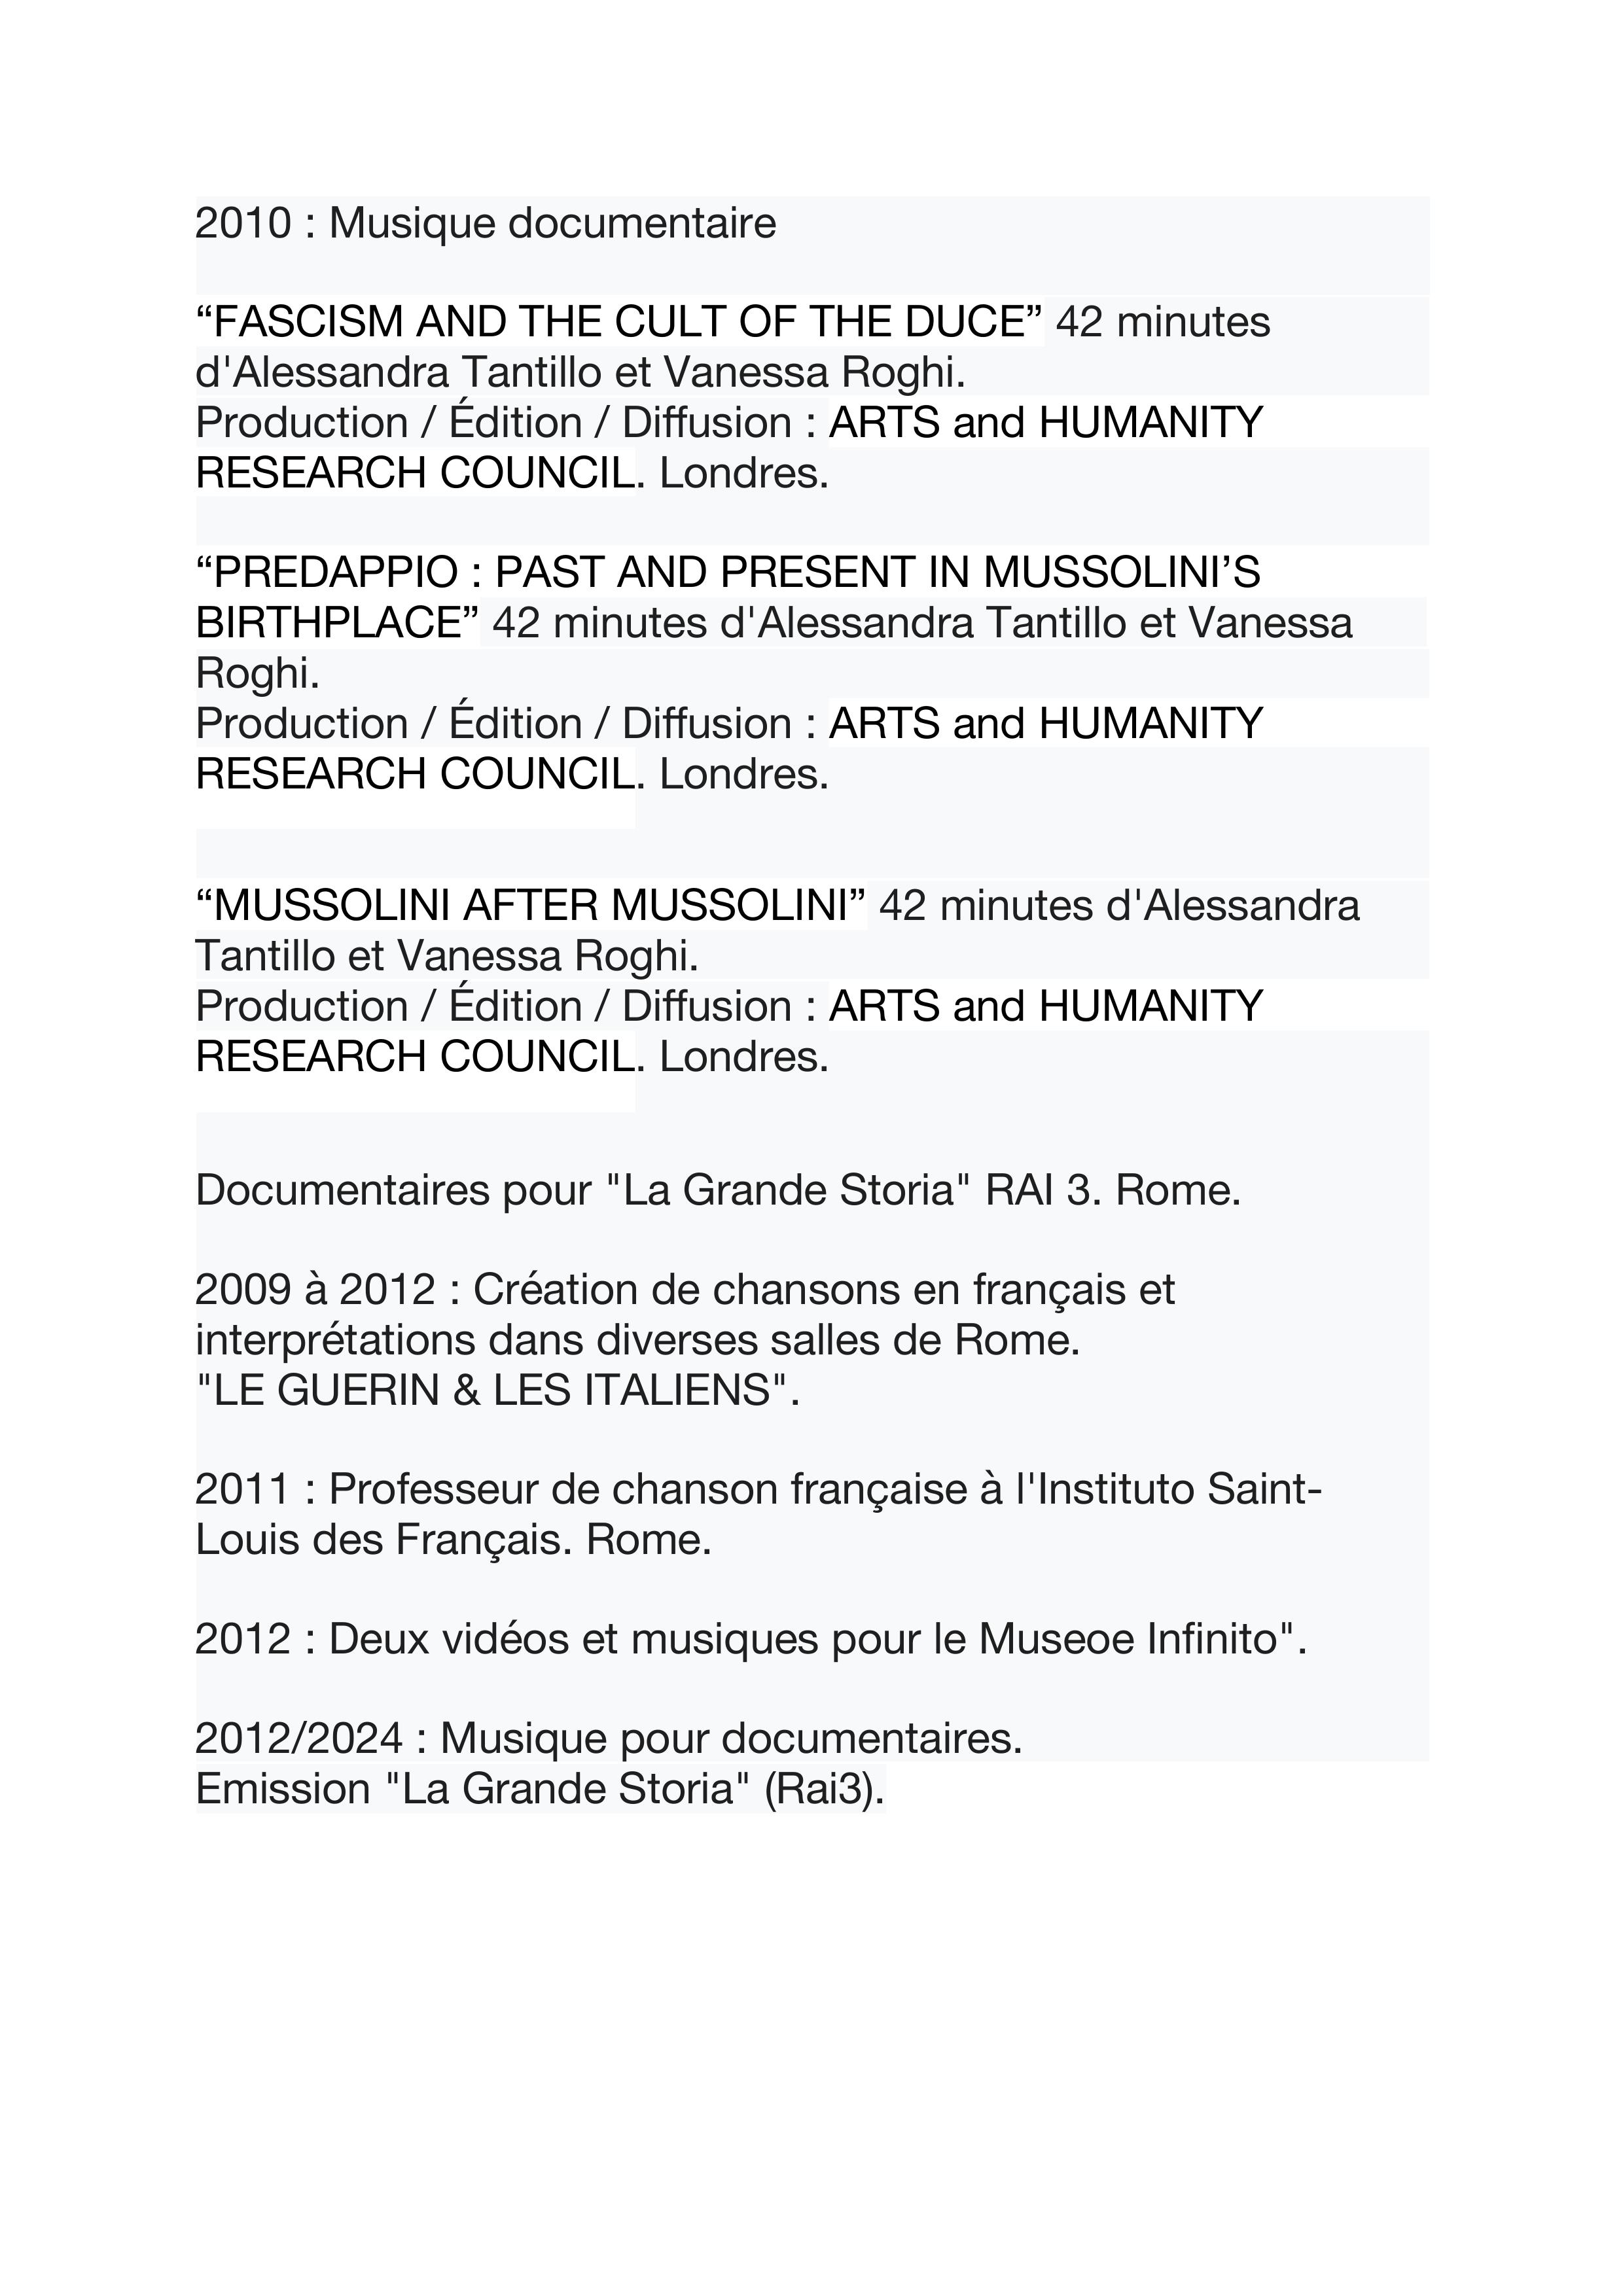 2010 : Musique documentaire
“FASCISM AND THE CULT OF THE DUCE” 42 minutes
d'Alessandra Tantillo et Vanessa Roghi.
Production / Édition / Diffusion : ARTS and HUMANITY
RESEARCH COUNCIL. Londres.
“PREDAPPIO : PAST AND PRESENT IN MUSSOLINI’S
BIRTHPLACE” 42 minutes d'Alessandra Tantillo et Vanessa
Roghi.
Production / Édition / Diffusion : ARTS and HUMANITY
RESEARCH COUNCIL. Londres.
“MUSSOLINI AFTER MUSSOLINI” 42 minutes d'Alessandra
Tantillo et Vanessa Roghi.
Production / Édition / Diffusion : ARTS and HUMANITY
RESEARCH COUNCIL. Londres.
Documentaires pour "La Grande Storia" RAI 3. Rome.
2009 à 2012 : Création de chansons en français et
interprétations dans diverses salles de Rome.
"LE GUERIN & LES ITALIENS".
2011 : Professeur de chanson française à l'Instituto Saint-
Louis des Français. Rome.
2012 : Deux vidéos et musiques pour le Museoe Infinito".
2012/2024 : Musique pour documentaires.
Emission "La Grande Storia" (Rai3).